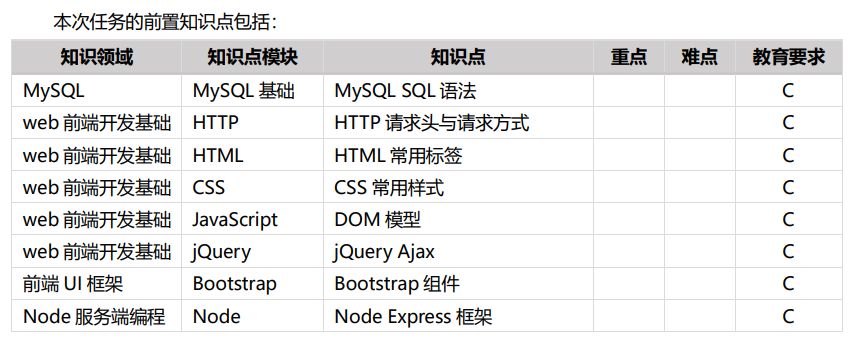 本次任务的前置知识点包括：
知识领域 知识点模块 知识点 重点 难点 教育要求
MySQL MySQL 基础 MySQL SQL 语法 C
web 前端开发基础 HTTP HTTP 请求头与请求方式 C
web 前端开发基础 HTML HTML 常用标签 C
web 前端开发基础 CSS CSS 常用样式 C
web 前端开发基础 JavaScript DOM 模型 C
web 前端开发基础 jQuery jQuery Ajax C
前端 UI 框架 Bootstrap Bootstrap 组件 C
Node 服务端编程 Node Node Express 框架 C